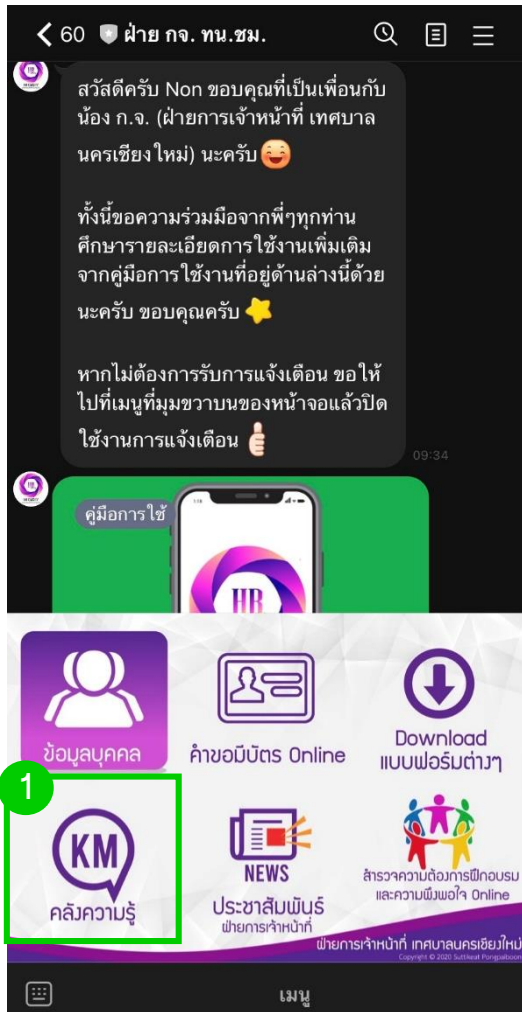 60 ฝ่าย กจ. ทน.ชม.
สวัสดีครับ Non ขอบคุณที่เป็นเพื่อนกับ
น้อง ก.จ. (ฝ่ายการเจ้าหน้าที่ เทศบาล
นครเชียงใหม่) นะครับ
ทั้งนี้ขอความร่วมมือจากพี่ๆทุกท่าน
ศึกษารายละเอียดการใช้งานเพิ่มเติม
จากคู่มือการใช้งานที่อยู่ด้านล่างนี้ด้วย
นะครับ ขอบคุณครับ
หากไม่ต้องการรับการแจ้งเตือน ขอให้
ไปที่เมนูที่มุมขวาบนของหน้าจอแล้วปิด
ใช้งานการแจ้งเตือน
09:34
คู่มือการใช้
HR
ข้อมูลบุคคล
คำขอมีบัตร Online
Download
แบบฟอร์มต่างๆ
1
KM
คลังความรู้
NEWS
ประชาสัมพันธ์
ฝ่ายการเจ้าหน้าที่
สำรวจความต้องการฝึกอบรม
และความพึงพอใจ Online
ฝ่ายการเจ้าหน้าที่ เทศบาลนครเชียงใหม่
Copyright © 2020 Suttkeat Pongpaiboon
เมนู